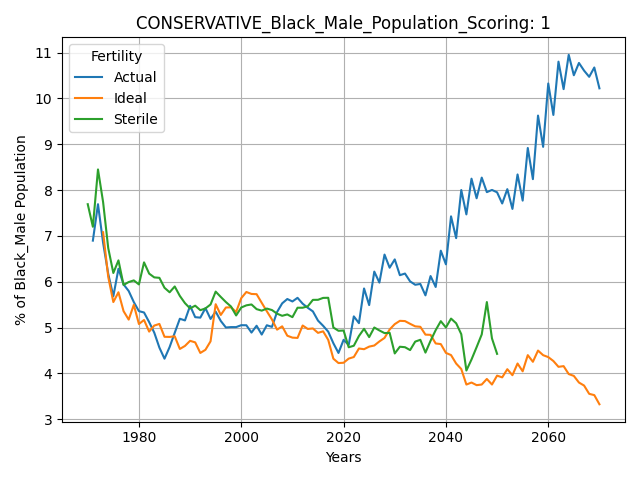 CONSERVATIVE_Black_Male_Population_Scoring: 1
% of Black_Male Population
11
10
9
8
7
6
5
4
3
Fertility
Actual
Ideal
Sterile
1980 2000 2020 2040 2060
Years